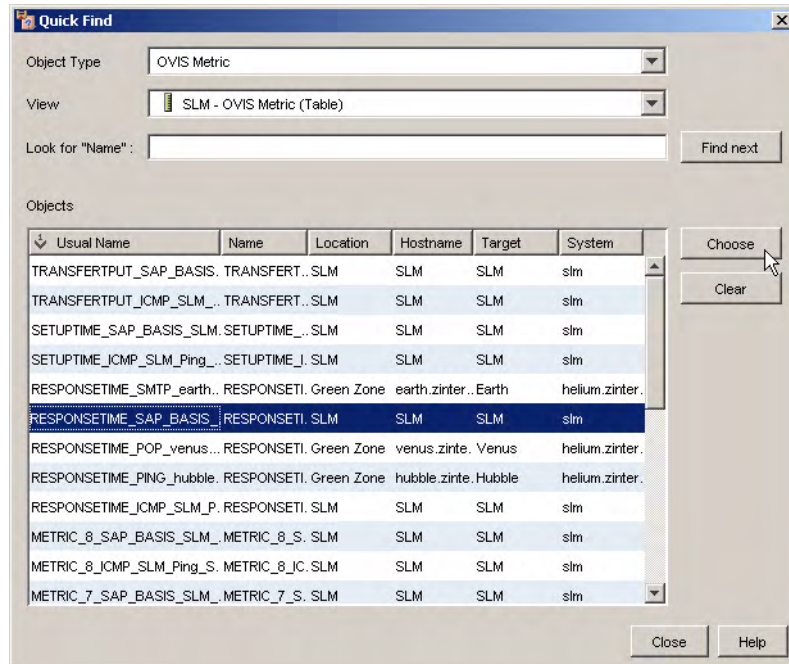 Quick Find
Object Type OVIS Metric
View SLM - OVIS Metric (Table)
Look for "Name" : Find next
Objects
1 Usual Name Name Location Hostname Target System Choose
TRANSFERTPUT_SAP_BASIS. TRANSFERT.. SLM SLM SLM slm
Clear
TRANSFERTPUT_ICMP_SLM_.. TRANSFERT.. SLM SLM SLM slm
SETUPTIME_SAP_BASIS_SLM. SETUPTIME_.. SLM SLM SLM slm
SETUPTIME_ICMP_SLM_Ping_.. SETUPTIME_I. SLM SLM SLM slm
RESPONSETIME_SMTP_earth.. RESPONSETI. Green Zone earth.zinter.. Earth helium.zinter.
RESPONSETIME_SAP_BASIS_ RESPONSETI. SLM SLM SLM slm
RESPONSETIME_POP_venus... RESPONSETI. Green Zone venus.zinte. Venus helium.zinter.
RESPONSETIME_PING_hubble. RESPONSETI. Green Zone hubble.zinte. Hubble helium.zinter.
RESPONSETIME_ICMP_SLM_P. RESPONSETI. SLM SLM SLM slm
METRIC_8_SAP_BASIS_SLM_. METRIC_8_S. SLM SLM SLM slm
METRIC_8_ICMP_SLM_Ping_S. METRIC_8_IC. SLM SLM SLM slm
METRIC_7_SAP_BASIS_SLM_. METRIC_7_S. SLM SLM SLM slm
Close Help